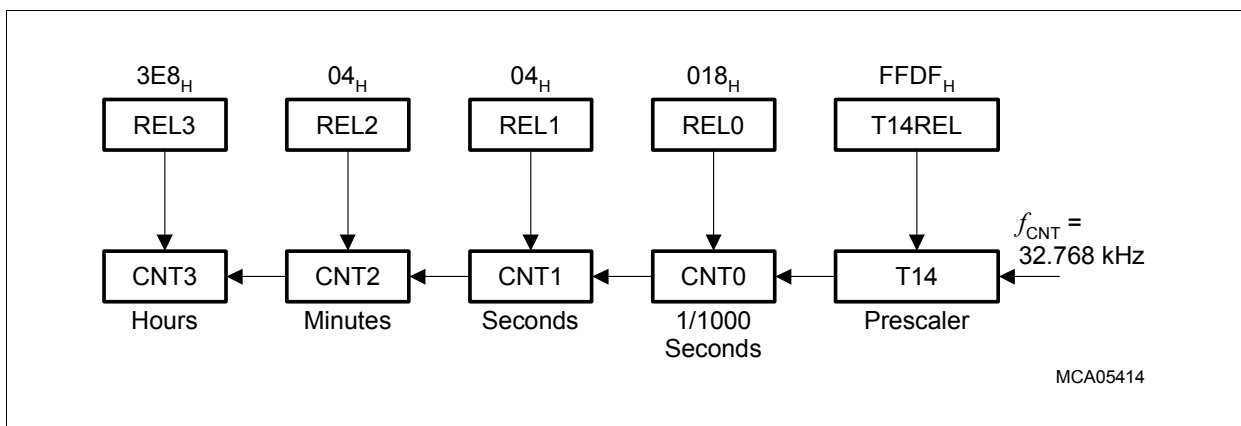 3E8H 04H 04H 018H FFDFH
REL3 REL2 REL1 REL0 T14REL
fCNT =
32.768 kHz
CNT3 CNT2 CNT1 CNT0 T14
Hours Minutes Seconds 1/1000 Prescaler
Seconds
MCA05414